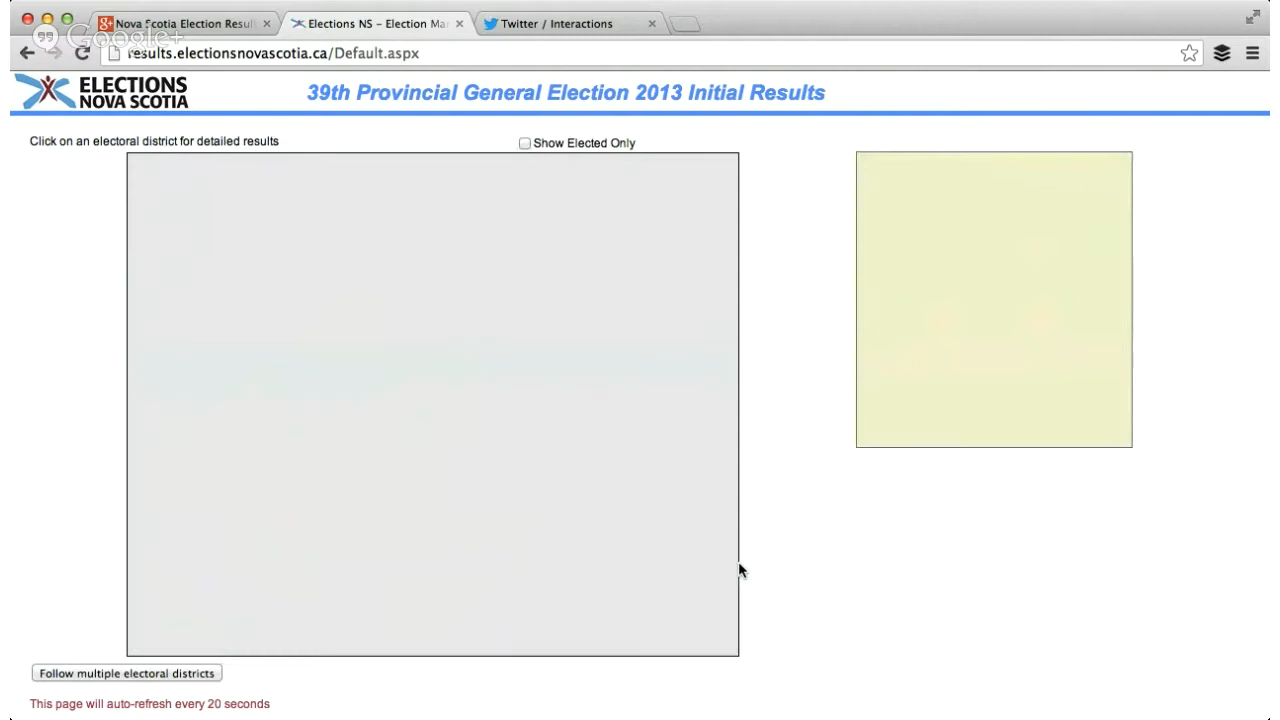 Nova Scotia Election Resul
Elections NS – Election Ma
Twitter / Interactions
Google+
results.electionsnovascotia.ca/Default.aspx
ELECTIONS
NOVA SCOTIA
39th Provincial General Election 2013 Initial Results
Click on an electoral district for detailed results
Show Elected Only
Follow multiple electoral districts
This page will auto-refresh every 20 seconds